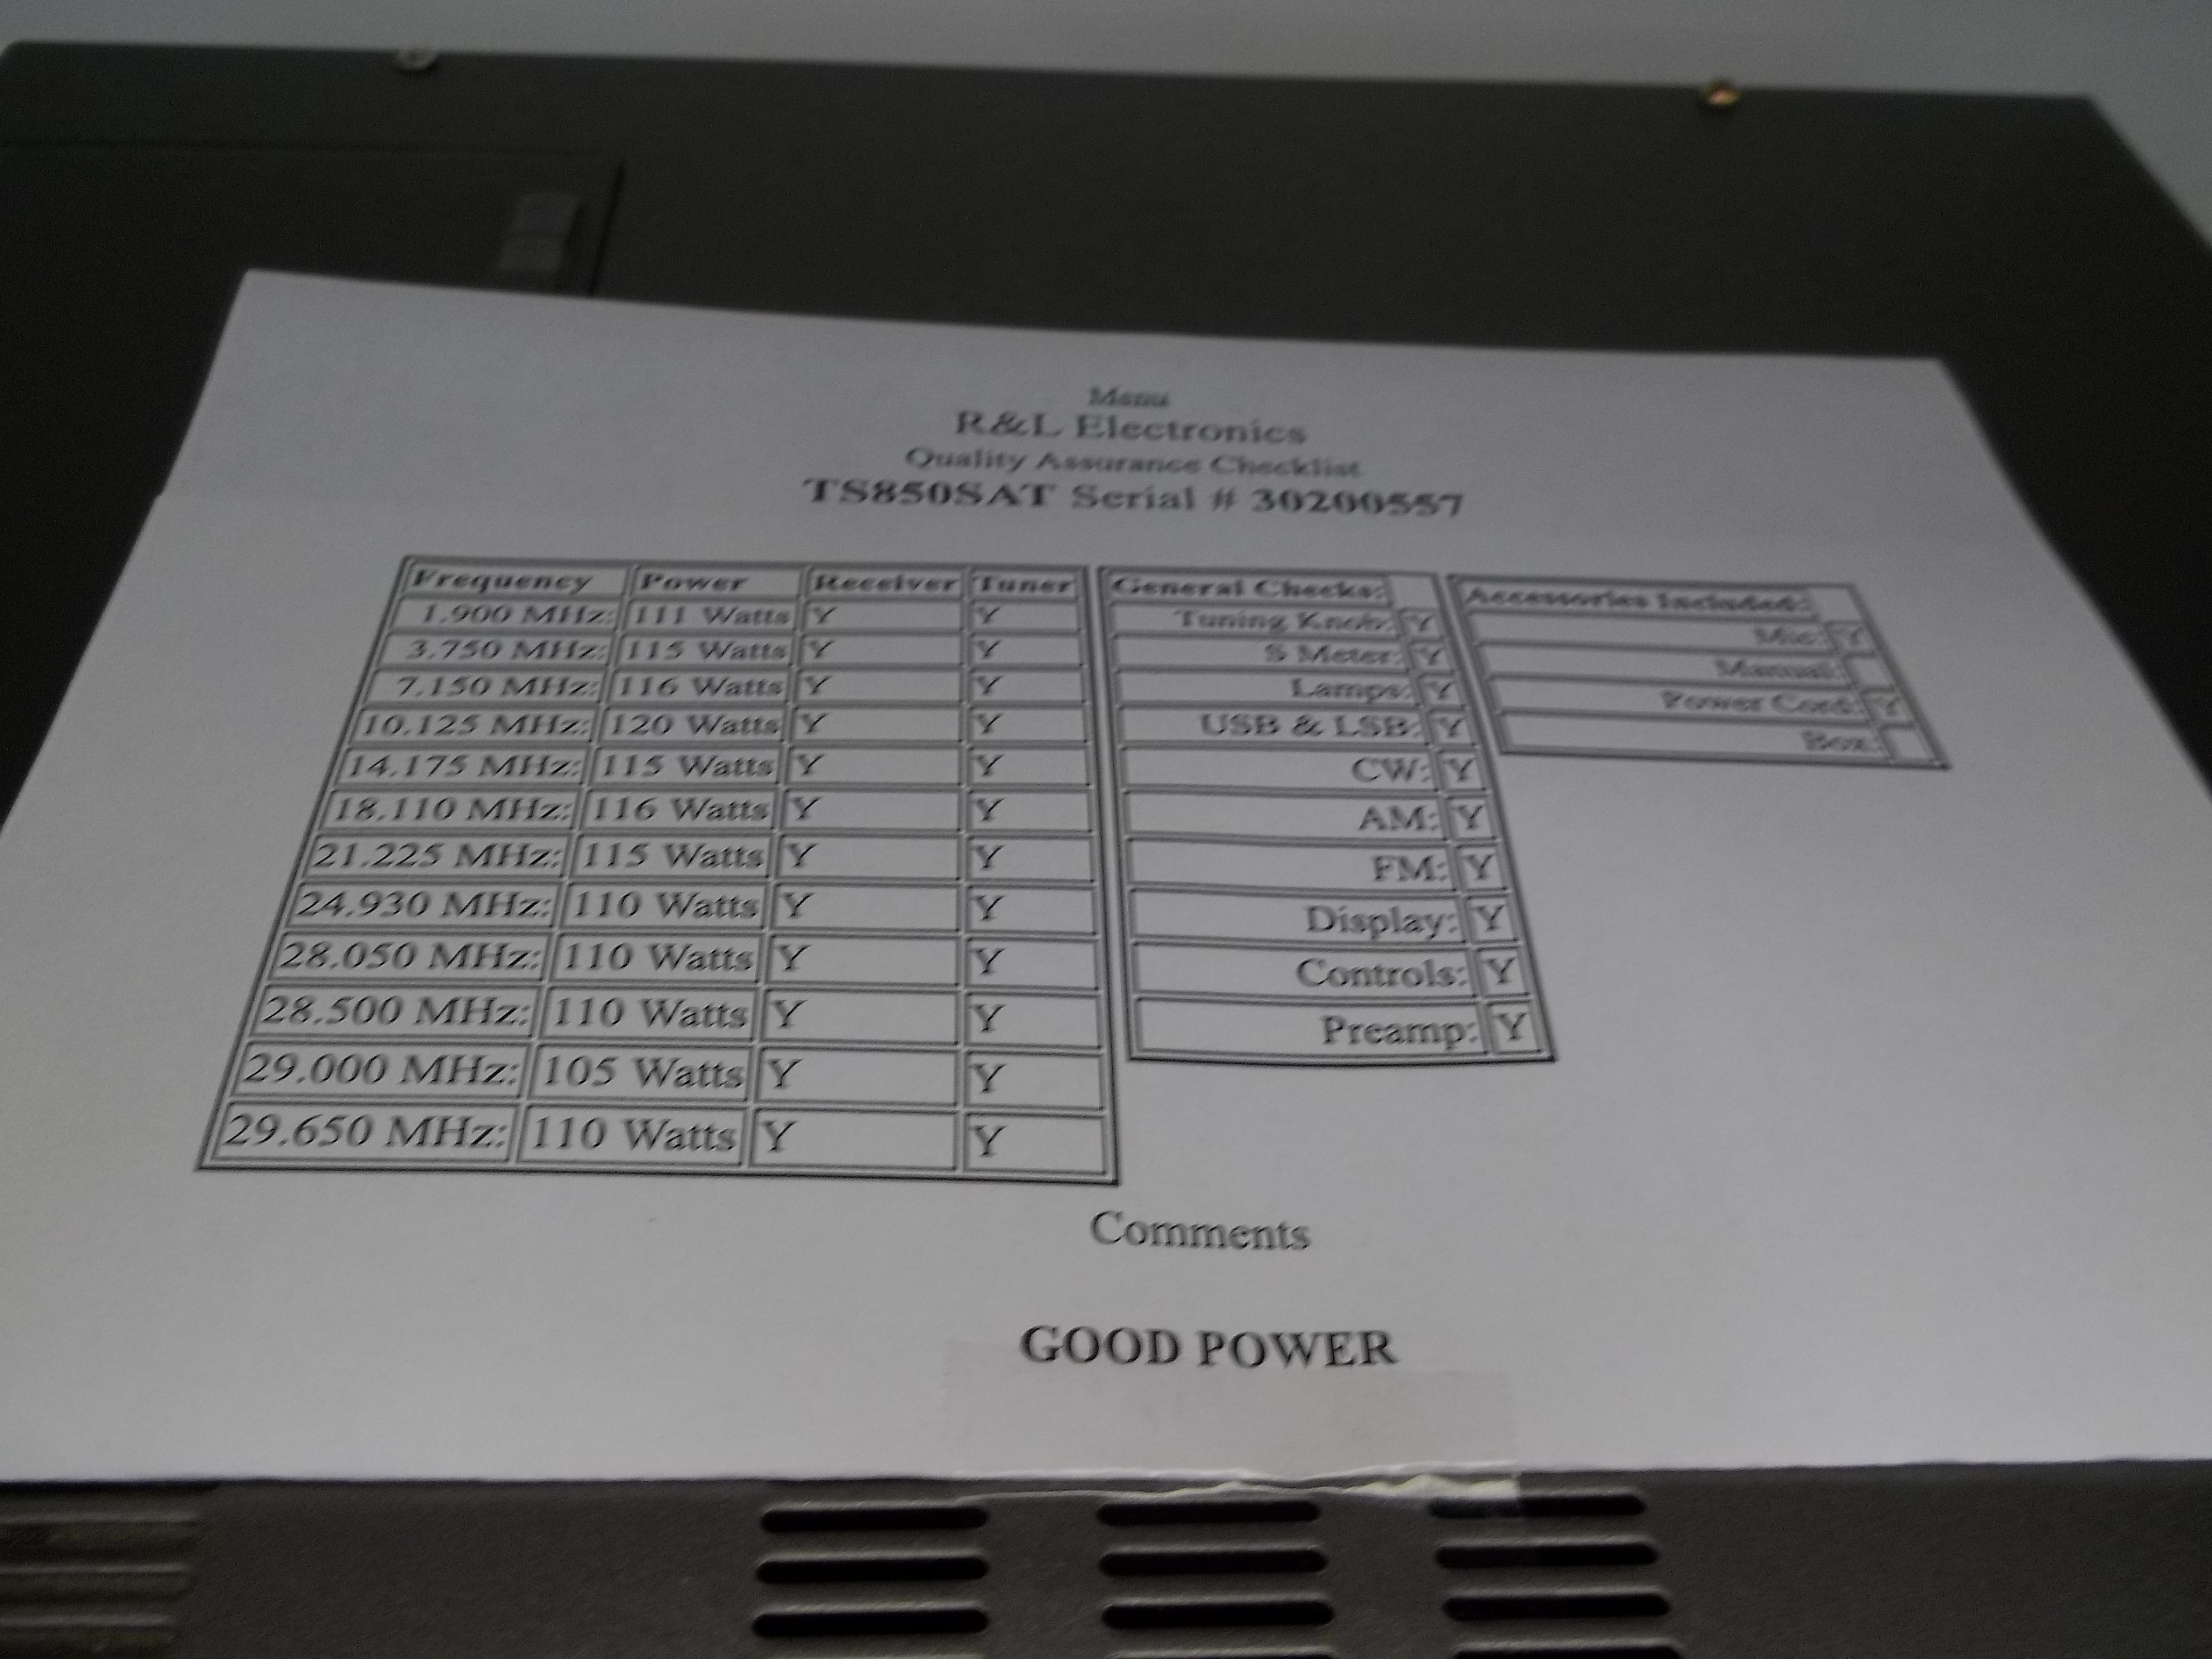 Menu
R&L Electronics
Quality Assurance Checklist
TS850SAT Serial # 30200557
Frequency Power Receiver Tuner
1.900 MHz: 111 Watts Y Y
3.750 MHz: 115 Watts Y Y
7.150 MHz: 116 Watts Y Y
10.125 MHz: 120 Watts Y Y
14.175 MHz: 115 Watts Y Y
18.110 MHz: 116 Watts Y Y
21.225 MHz: 115 Watts Y Y
24.930 MHz: 110 Watts Y Y
28.050 MHz: 110 Watts Y Y
28.500 MHz: 110 Watts Y Y
29.000 MHz: 105 Watts Y Y
29.650 MHz: 110 Watts Y Y
General Checks:
Tuning Knob: Y
S Meter: Y
Lamps: Y
USB & LSB: Y
CW: Y
AM: Y
FM: Y
Display: Y
Controls: Y
Preamp: Y
Accessories Included:
Mic: Y
Manual:
Power Cord: Y
Box:
Comments
GOOD POWER